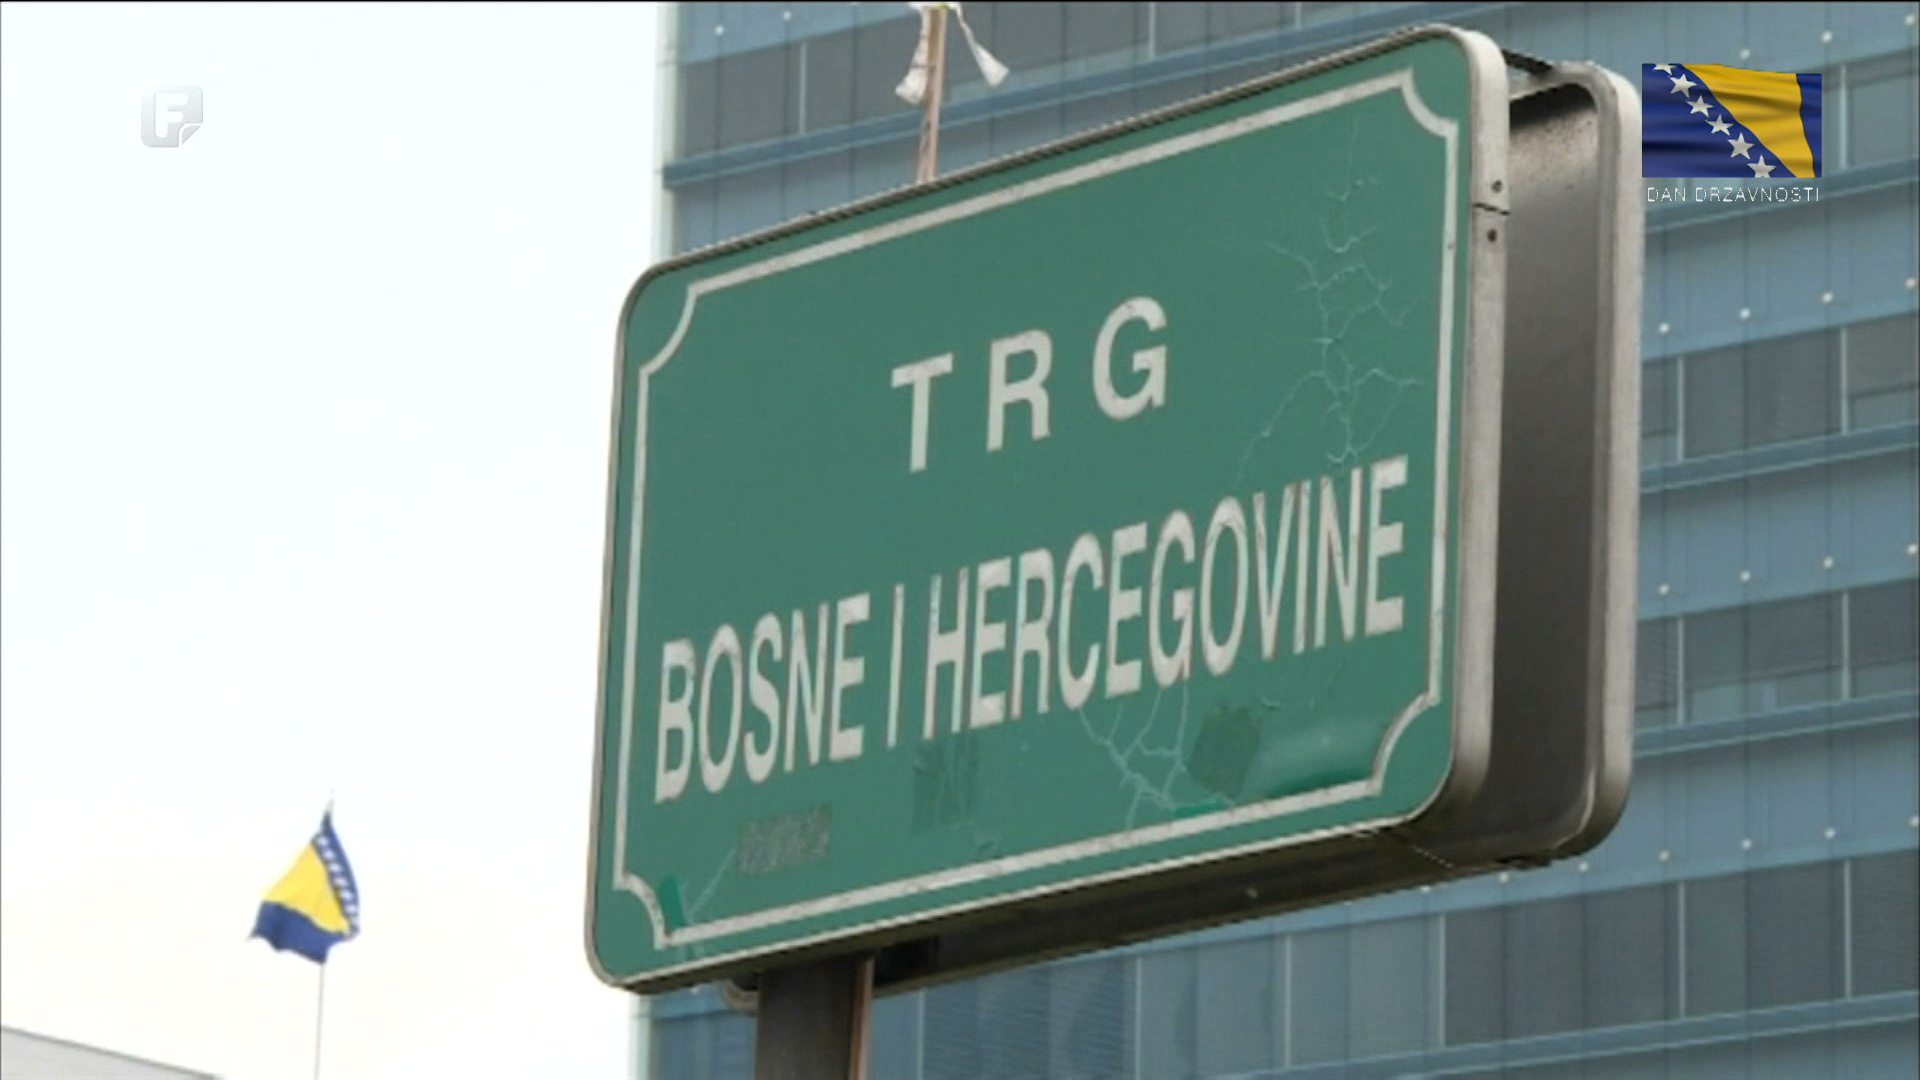 F
DAN DRZAVNOSTI
TRG
BOSNE I HERCEGOVINE